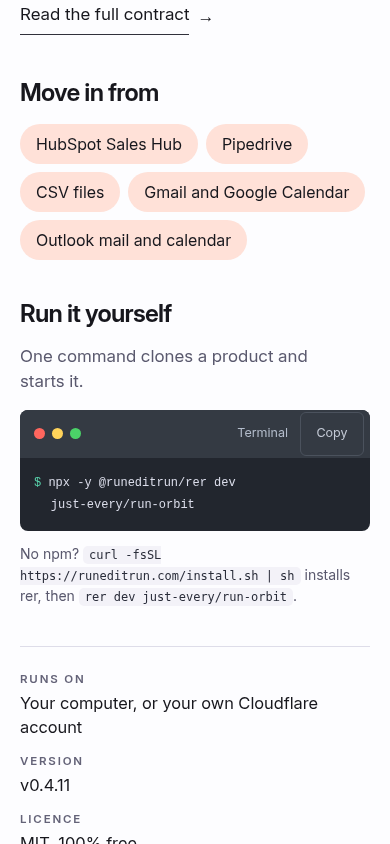 Read the full contract →
Move in from
HubSpot Sales Hub Pipedrive
CSV files Gmail and Google Calendar
Outlook mail and calendar
Run it yourself
One command clones a product and
starts it.
Terminal Copy
$ npx -y @runeditrun/rer dev
just-every/run-orbit
No npm? curl -fsSL
https://runeditrun.com/install.sh | sh installs
rer, then rer dev just-every/run-orbit.
RUNS ON
Your computer, or your own Cloudflare
account
VERSION
v0.4.11
LICENCE
MIT, 100% free